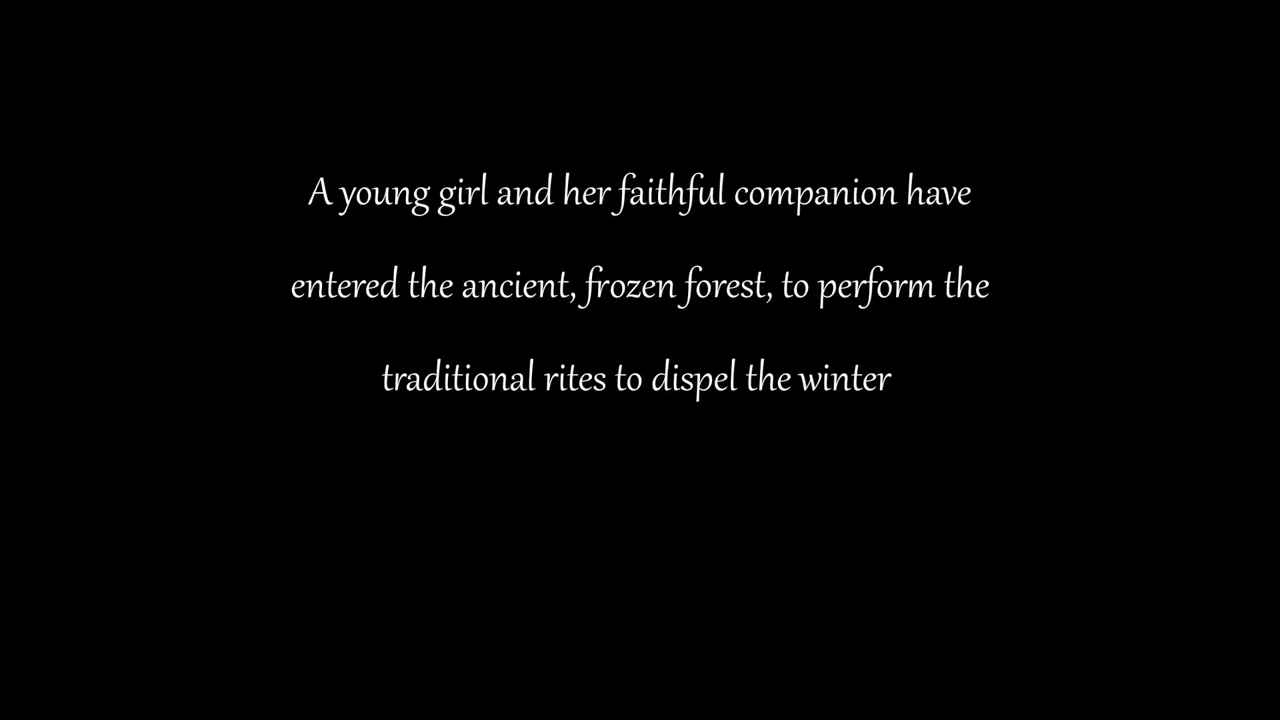 A young girl and her faithful companion have
entered the ancient, frozen forest, to perform the
traditional rites to dispel the winter